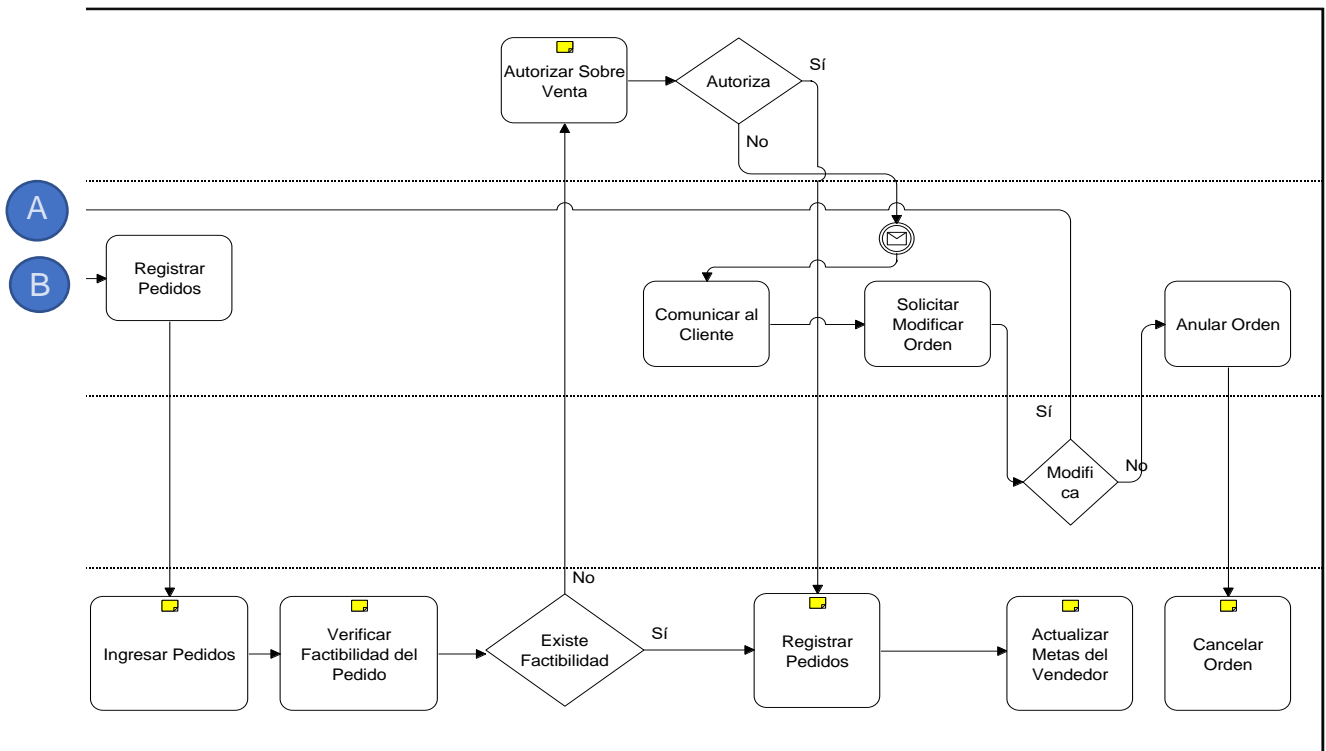 Autorizar Sobre
Venta
Autoriza
Sí
No
A
B
Registrar
Pedidos
Comunicar al
Cliente
Solicitar
Modificar
Orden
Anular Orden
Sí
Modifi
ca
No
No
Ingresar Pedidos
Verificar
Factibilidad del
Pedido
Existe
Factibilidad
Sí
Registrar
Pedidos
Actualizar
Metas del
Vendedor
Cancelar
Orden